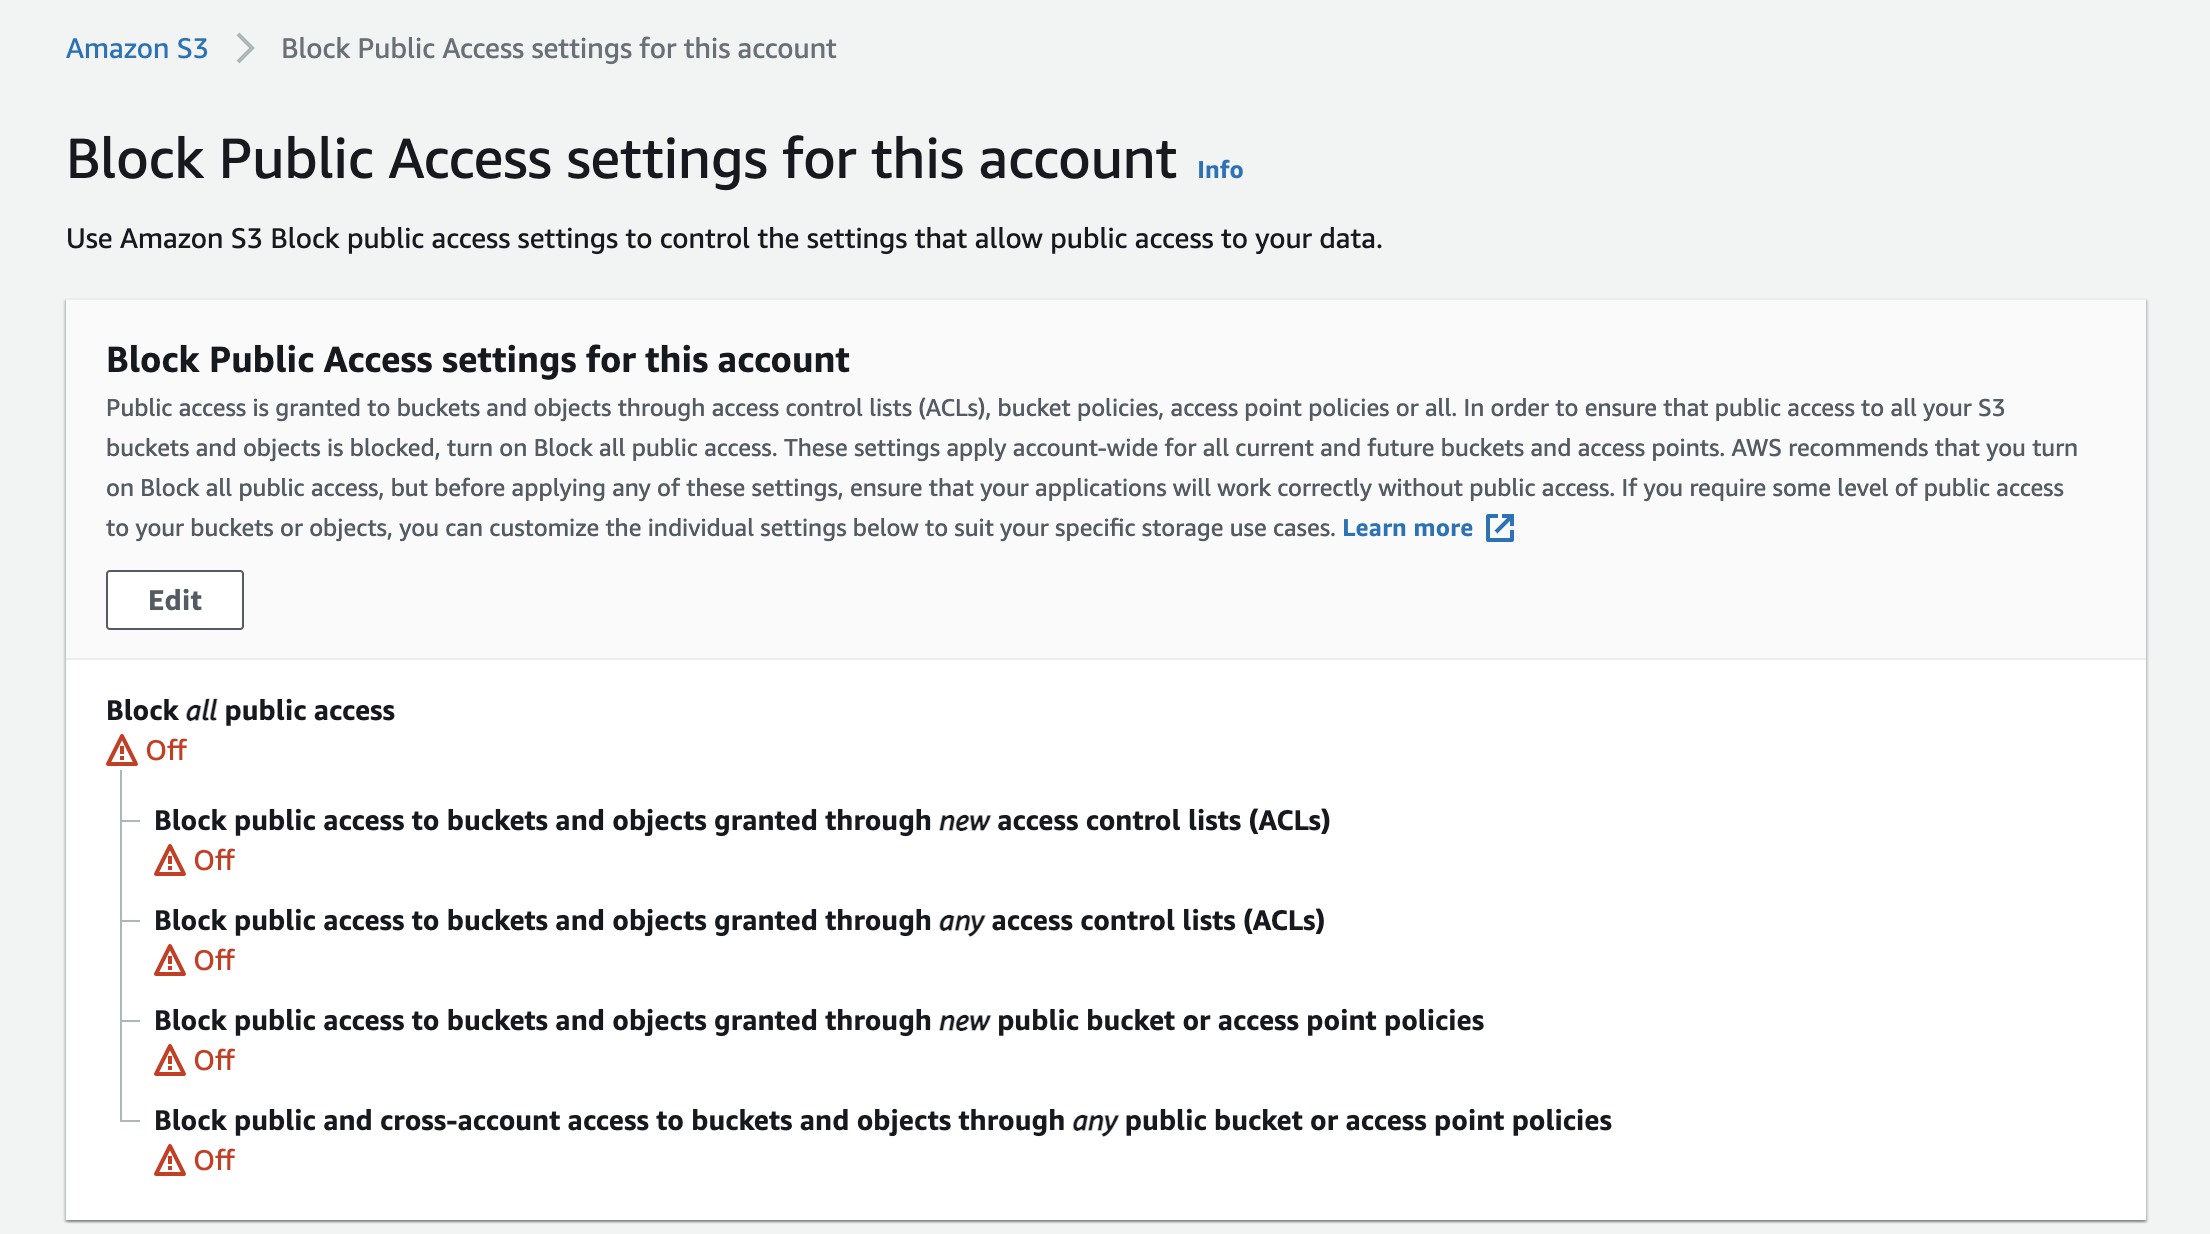 Amazon S3 > Block Public Access settings for this account
Block Public Access settings for this account Info
Use Amazon S3 Block public access settings to control the settings that allow public access to your data.
Block Public Access settings for this account
Public access is granted to buckets and objects through access control lists (ACLs), bucket policies, access point policies or all. In order to ensure that public access to all your S3
buckets and objects is blocked, turn on Block all public access. These settings apply account-wide for all current and future buckets and access points. AWS recommends that you turn
on Block all public access, but before applying any of these settings, ensure that your applications will work correctly without public access. If you require some level of public access
to your buckets or objects, you can customize the individual settings below to suit your specific storage use cases. Learn more
Edit
Block all public access
Off
Block public access to buckets and objects granted through new access control lists (ACLs)
Off
Block public access to buckets and objects granted through any access control lists (ACLs)
Off
Block public access to buckets and objects granted through new public bucket or access point policies
Off
Block public and cross-account access to buckets and objects through any public bucket or access point policies
Off